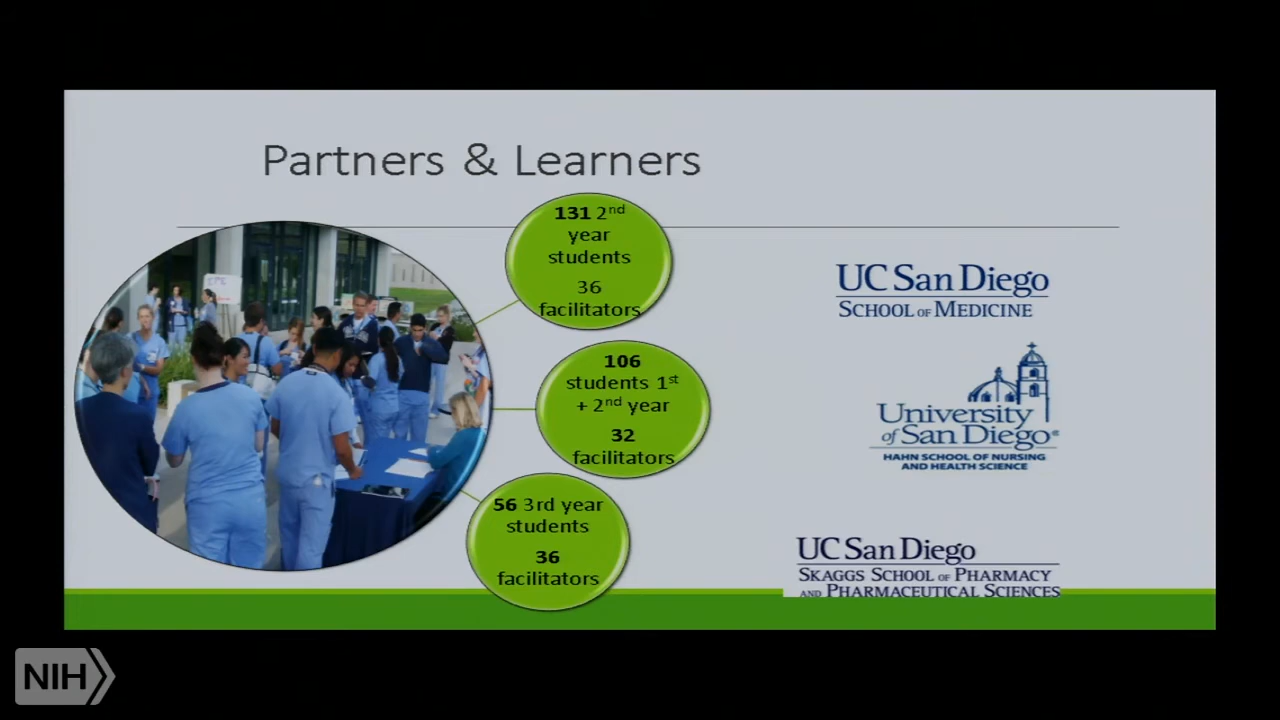 Partners & Learners
131 2nd
year
students
36
facilitators
106
students 1st
+ 2nd year
32
facilitators
56 3rd year
students
36
facilitators
UC San Diego
SCHOOL OF MEDICINE
University
of San Diego®
HAHN SCHOOL OF NURSING
AND HEALTH SCIENCE
UC San Diego
SKAGGS SCHOOL OF PHARMACY
AND PHARMACEUTICAL SCIENCES
NIH